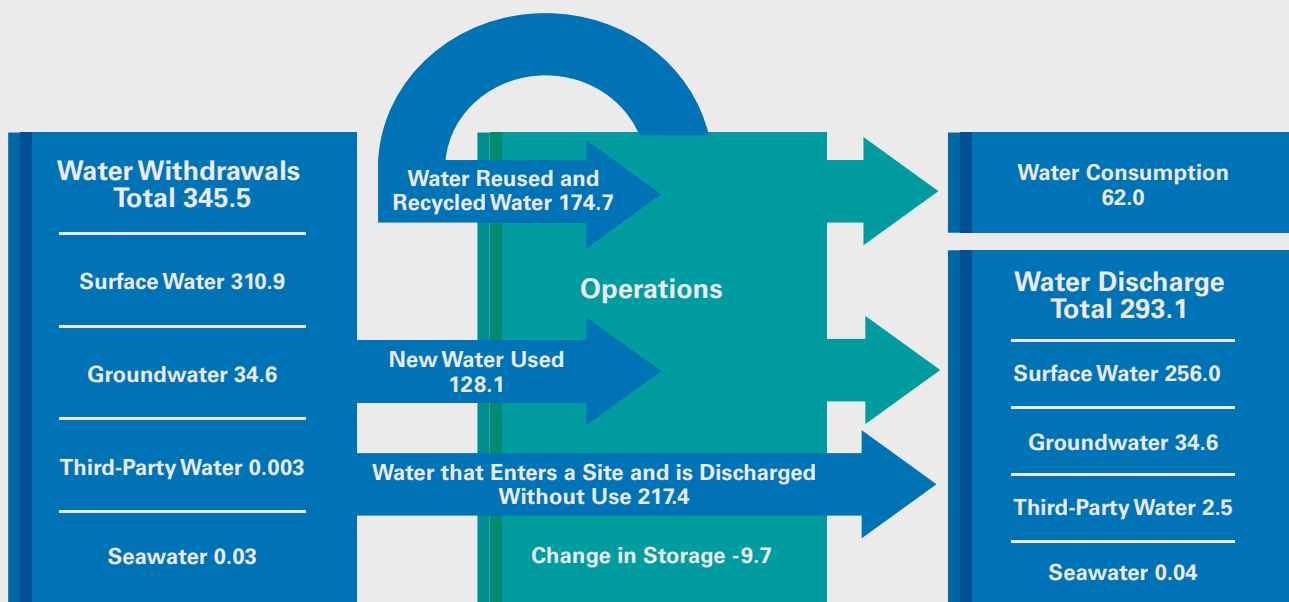 Water Withdrawals
Total 345.5
Surface Water 310.9
Groundwater 34.6
Third-Party Water 0.003
Seawater 0.03
Water Reused and
Recycled Water 174.7
Operations
New Water Used
128.1
Water that Enters a Site and is Discharged
Without Use 217.4
Change in Storage -9.7
Water Consumption
62.0
Water Discharge
Total 293.1
Surface Water 256.0
Groundwater 34.6
Third-Party Water 2.5
Seawater 0.04